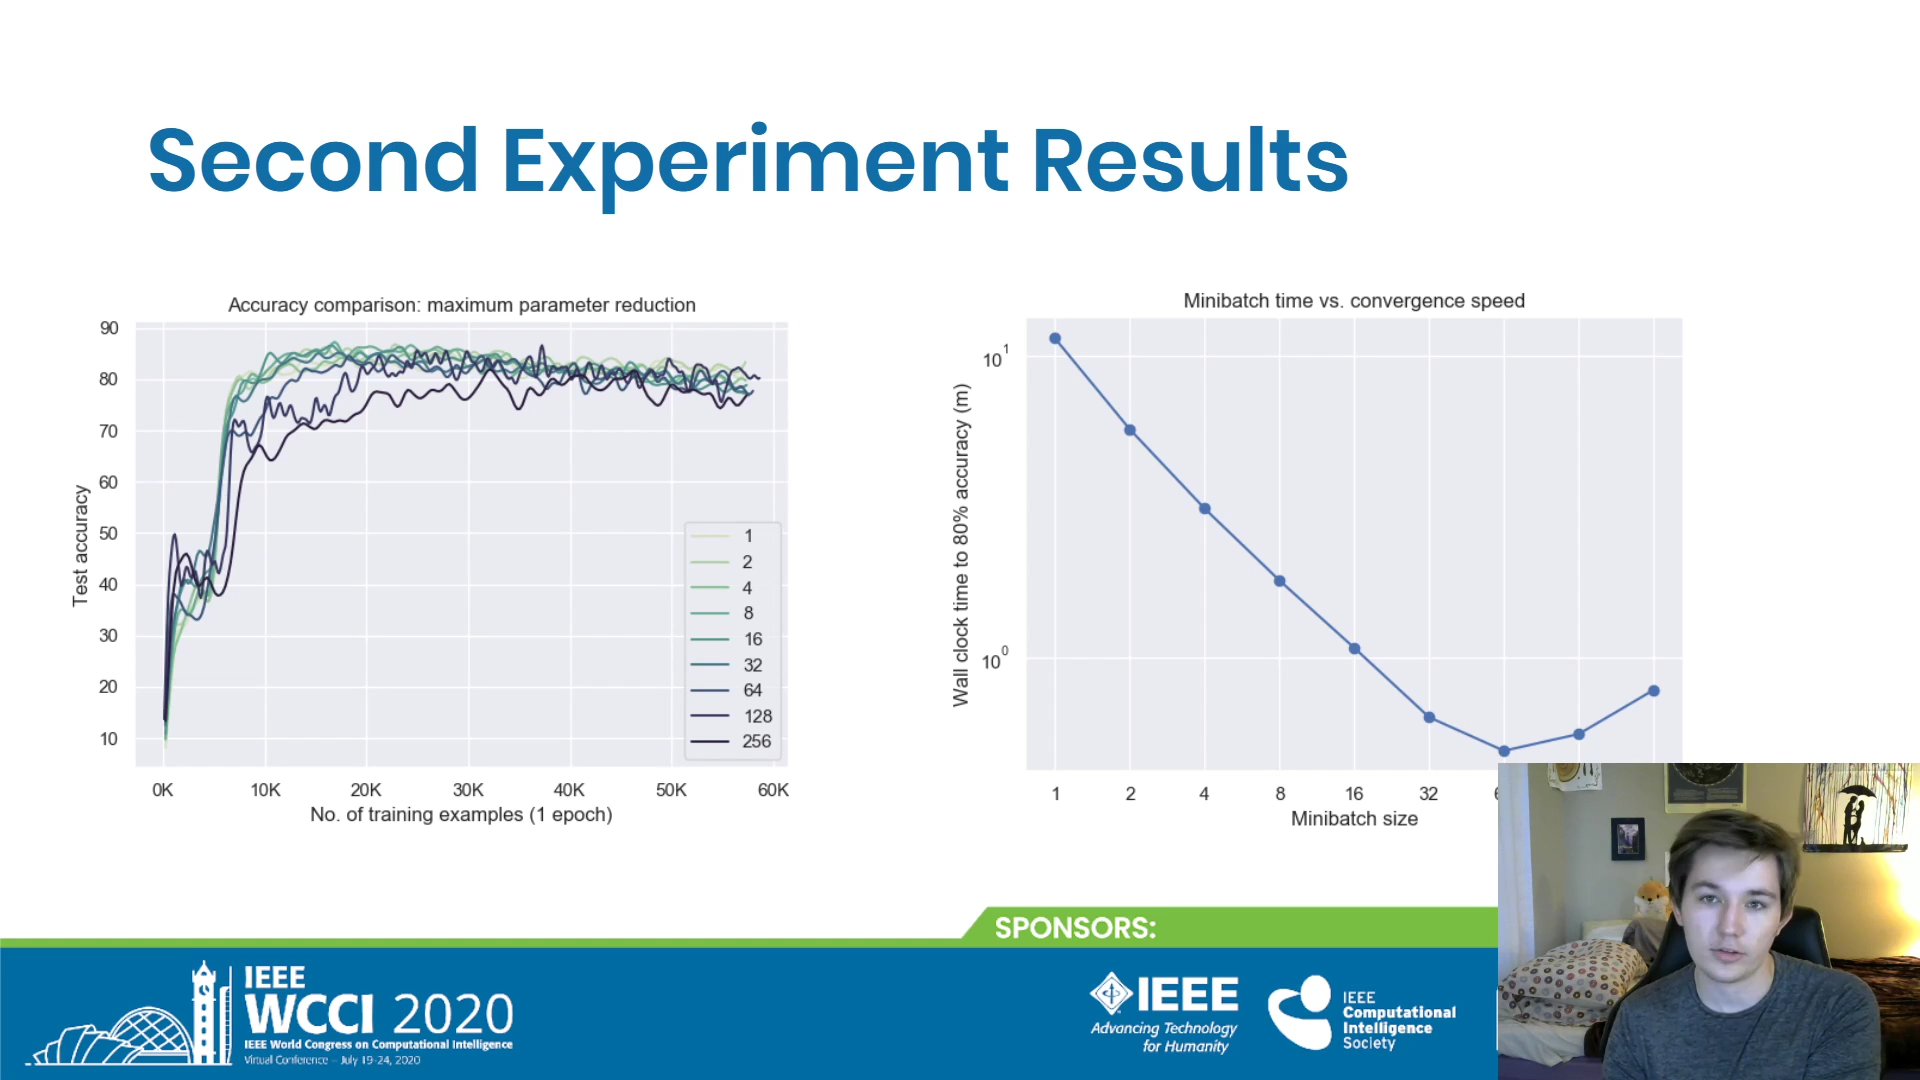 Second Experiment Results
Accuracy comparison: maximum parameter reduction
90
80
70
60
50
40
30
20
10
Test accuracy
1
2
4
8
16
32
64
128
256
0K 10K 20K 30K 40K 50K 60K
No. of training examples (1 epoch)
Minibatch time vs. convergence speed
10^1
10^0
Wall clock time to 80% accuracy (m)
1 2 4 8 16 32
Minibatch size
SPONSORS:
IEEE
WCCI 2020
IEEE World Congress on Computational Intelligence
Virtual Conference – July 19-24, 2020
IEEE
Advancing Technology
for Humanity
IEEE
Computational
Intelligence
Society